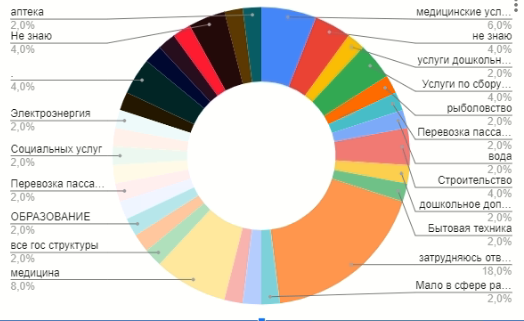 аптека
2,0%
Не знаю
4,0%
.
4,0%
Электроэнергия
2,0%
Социальных услуг
2,0%
Перевозка пасса...
2,0%
ОБРАЗОВАНИЕ
2,0%
все гос структуры
2,0%
медицина
8,0%
медицинские усл...
6,0%
не знаю
4,0%
услуги дошкольн...
2,0%
Услуги по сбору...
4,0%
рыболовство
2,0%
Перевозка пасса...
2,0%
вода
2,0%
Строительство
4,0%
дошкольное доп...
2,0%
Бытовая техника
2,0%
затрудняюсь отв...
18,0%
Мало в сфере ра...
2,0%